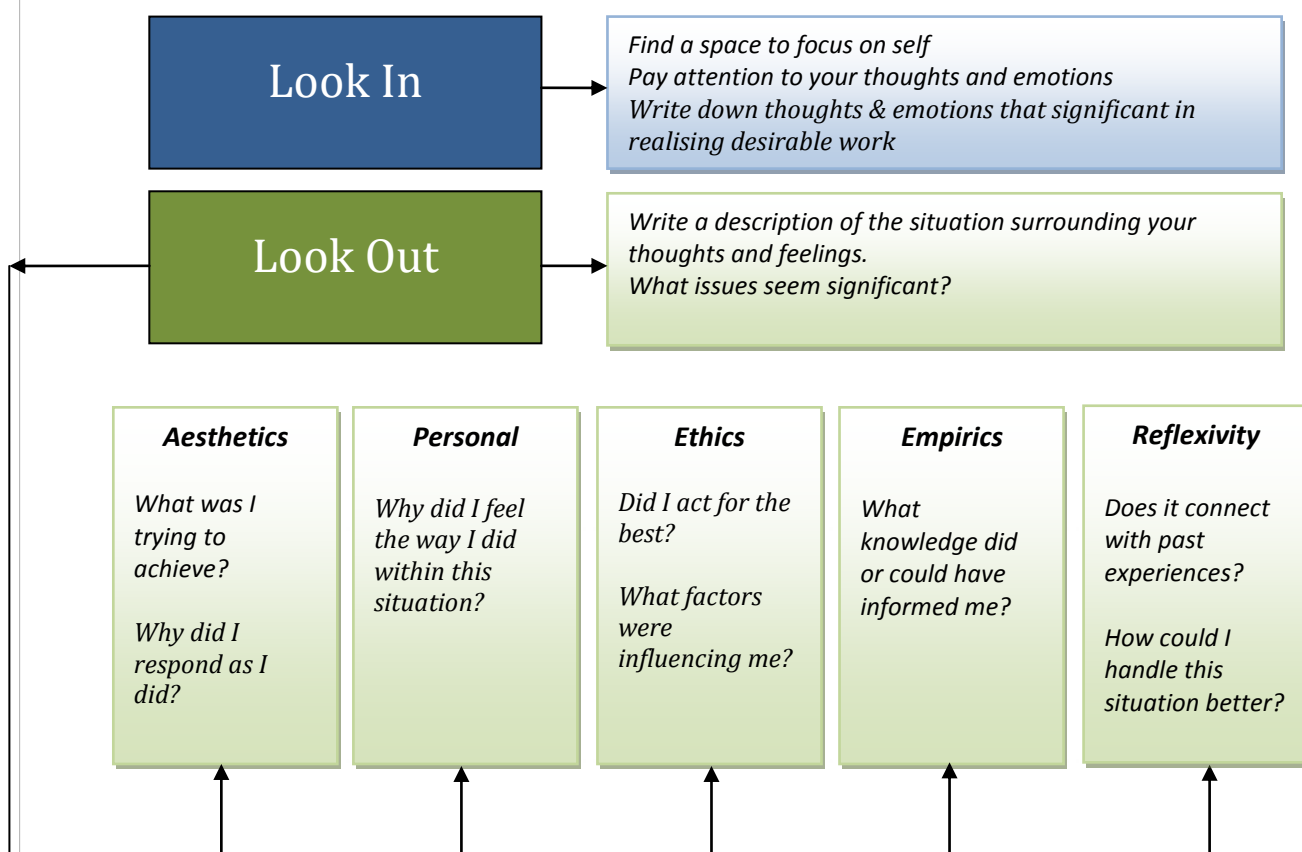 Look In
Find a space to focus on self
Pay attention to your thoughts and emotions
Write down thoughts & emotions that significant in
realising desirable work
Look Out
Write a description of the situation surrounding your
thoughts and feelings.
What issues seem significant?
Aesthetics
What was I
trying to
achieve?
Why did I
respond as I
did?
Personal
Why did I feel
the way I did
within this
situation?
Ethics
Did I act for the
best?
What factors
were
influencing me?
Empirics
What
knowledge did
or could have
informed me?
Reflexivity
Does it connect
with past
experiences?
How could I
handle this
situation better?